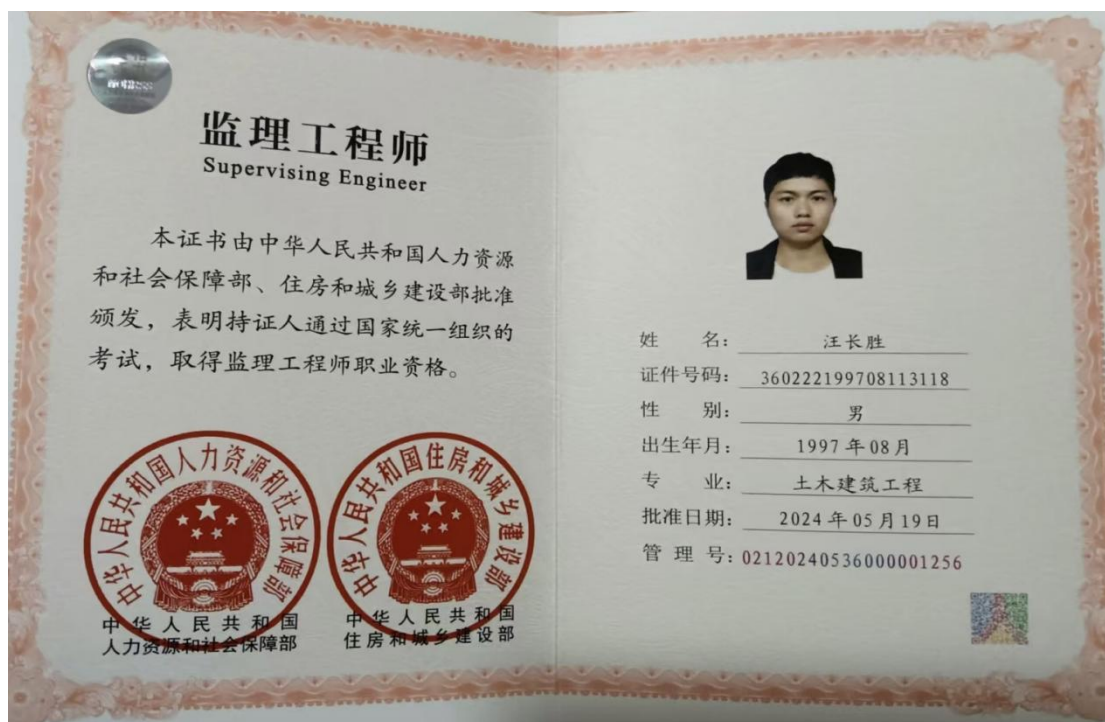 监理工程师
Supervising Engineer
本证书由中华人民共和国人力资源
和社会保障部、住房和城乡建设部批准
颁发，表明持证人通过国家统一组织的
考试，取得监理工程师职业资格。
中华人民共和国人力资源和社会保障部
中华人民共和国
人力资源和社会保障部
中华人民共和国住房和城乡建设部
中华人民共和国
住房和城乡建设部
姓 名： 汪长胜
证件号码： 360222199708113118
性 别： 男
出生年月： 1997年08月
专 业： 土木建筑工程
批准日期： 2024年05月19日
管 理 号： 02120240536000001256